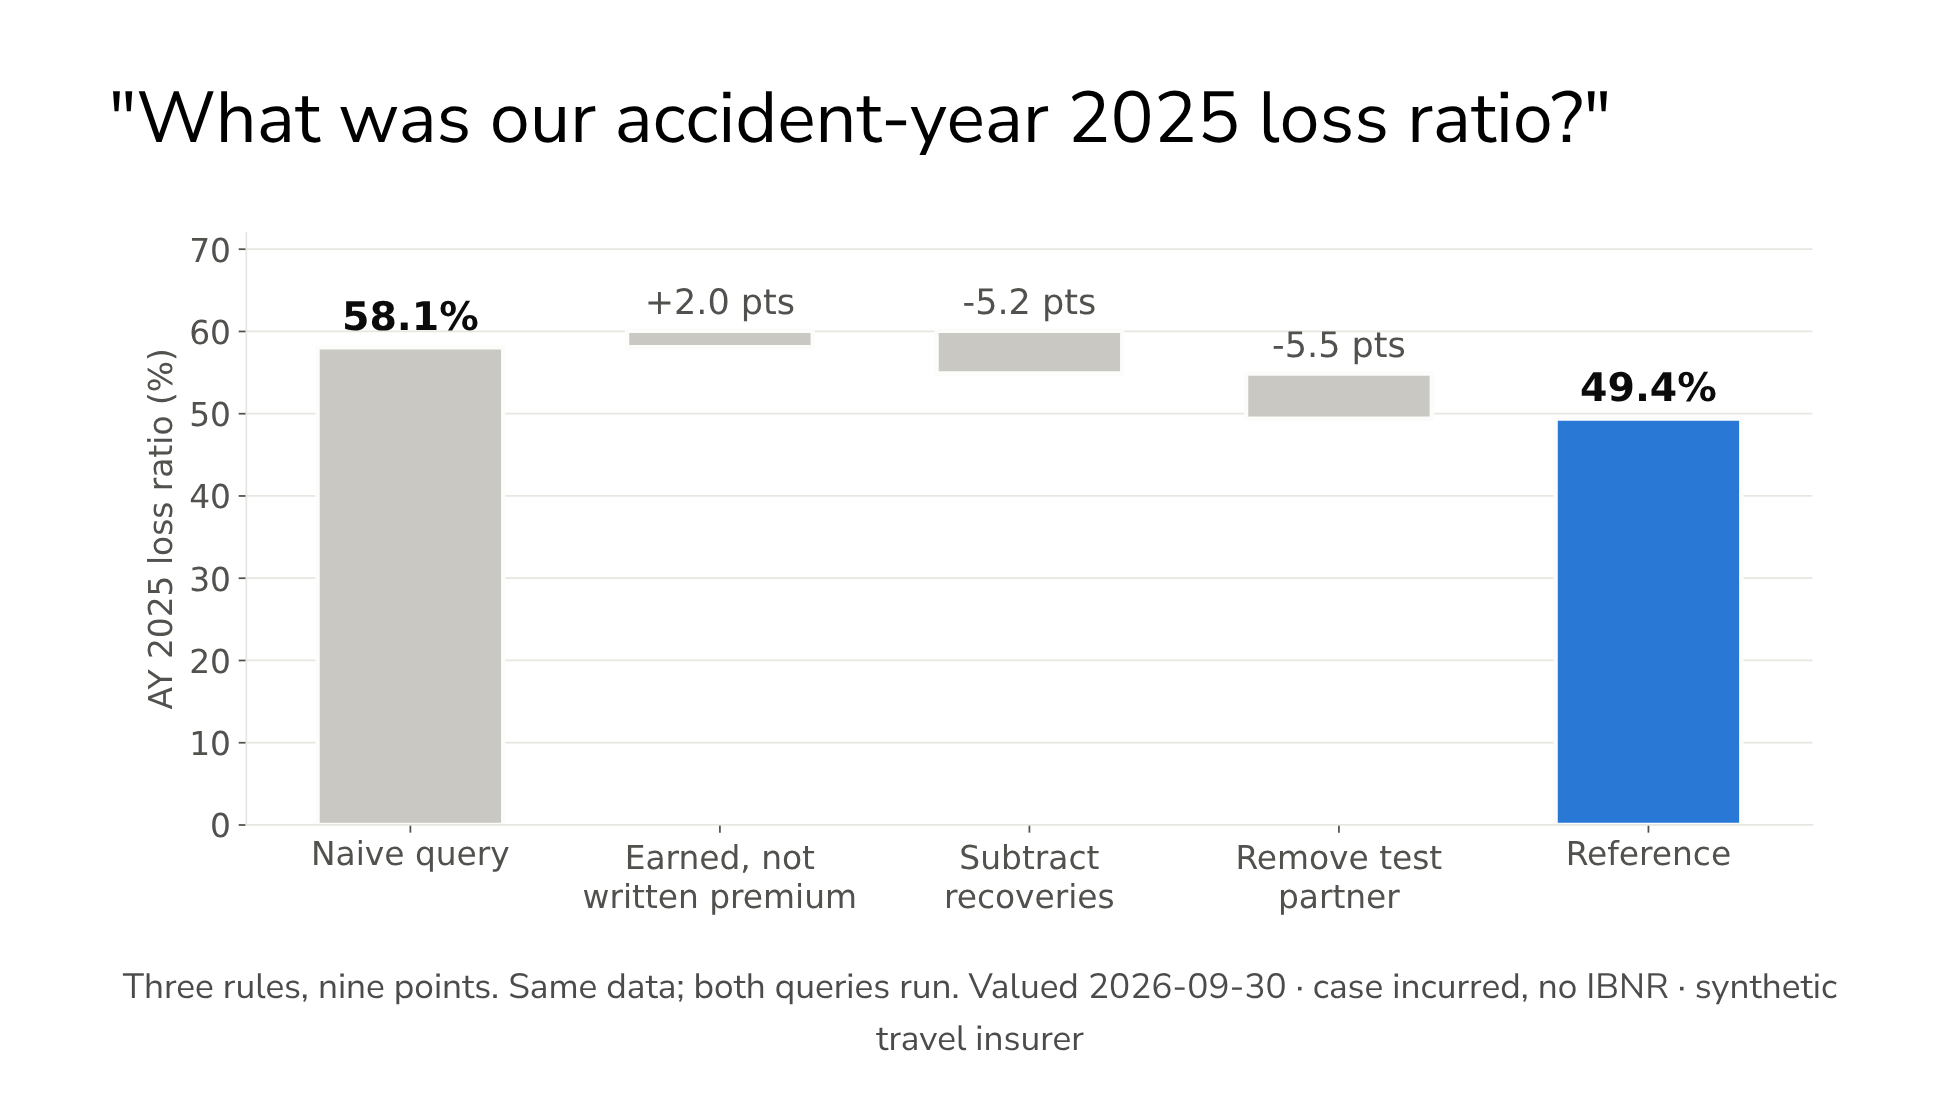 "What was our accident-year 2025 loss ratio?"
AY 2025 loss ratio (%)
70
60
50
40
30
20
10
0
58.1%
+2.0 pts
-5.2 pts
-5.5 pts
49.4%
Naive query
Earned, not
written premium
Subtract
recoveries
Remove test
partner
Reference
Three rules, nine points. Same data; both queries run. Valued 2026-09-30 · case incurred, no IBNR · synthetic
travel insurer